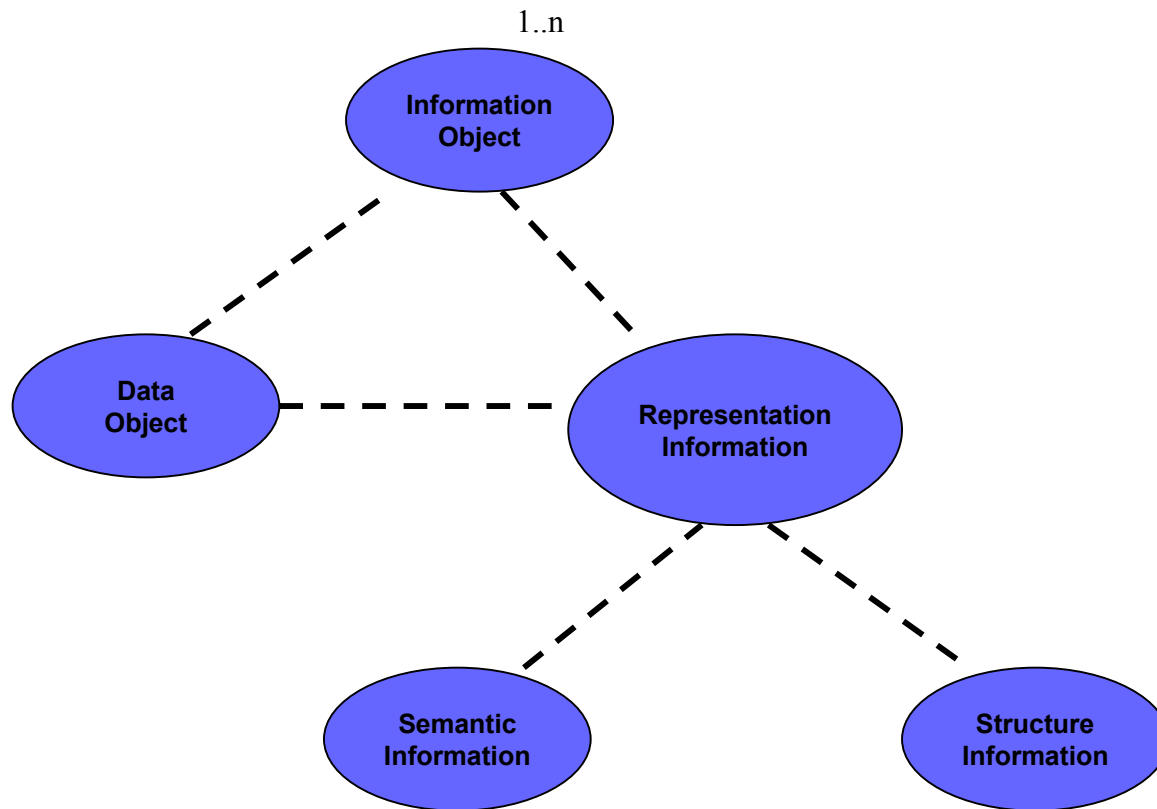 1..n
Information
Object
Data
Object
Representation
Information
Semantic
Information
Structure
Information